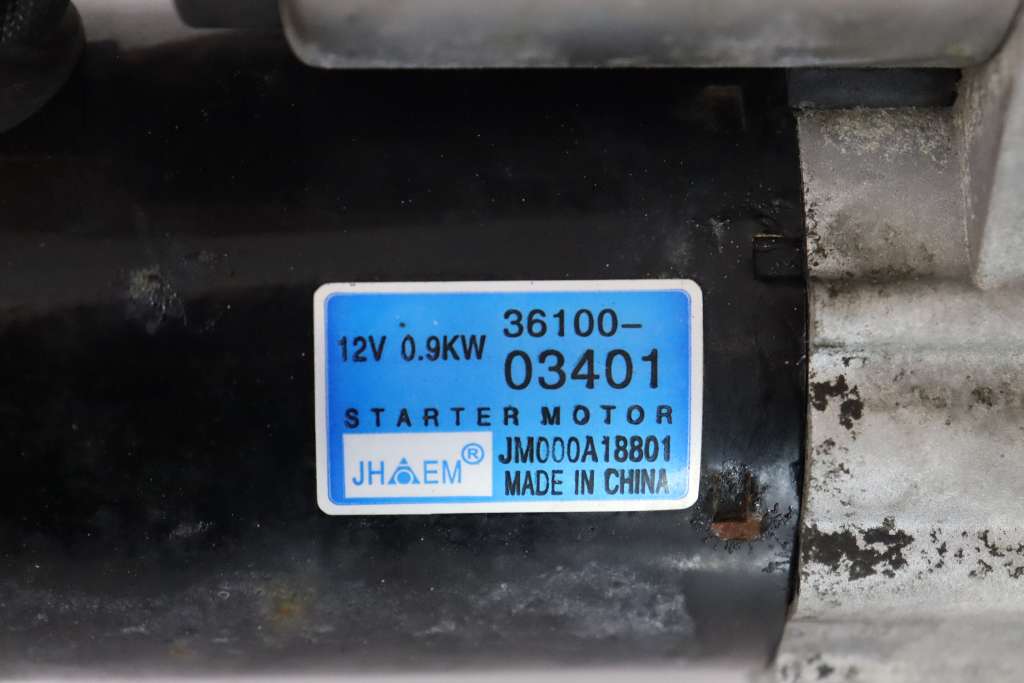 12V 0.9KW 36100-
03401
STARTER MOTOR
JHAEM® JM000A18801
MADE IN CHINA